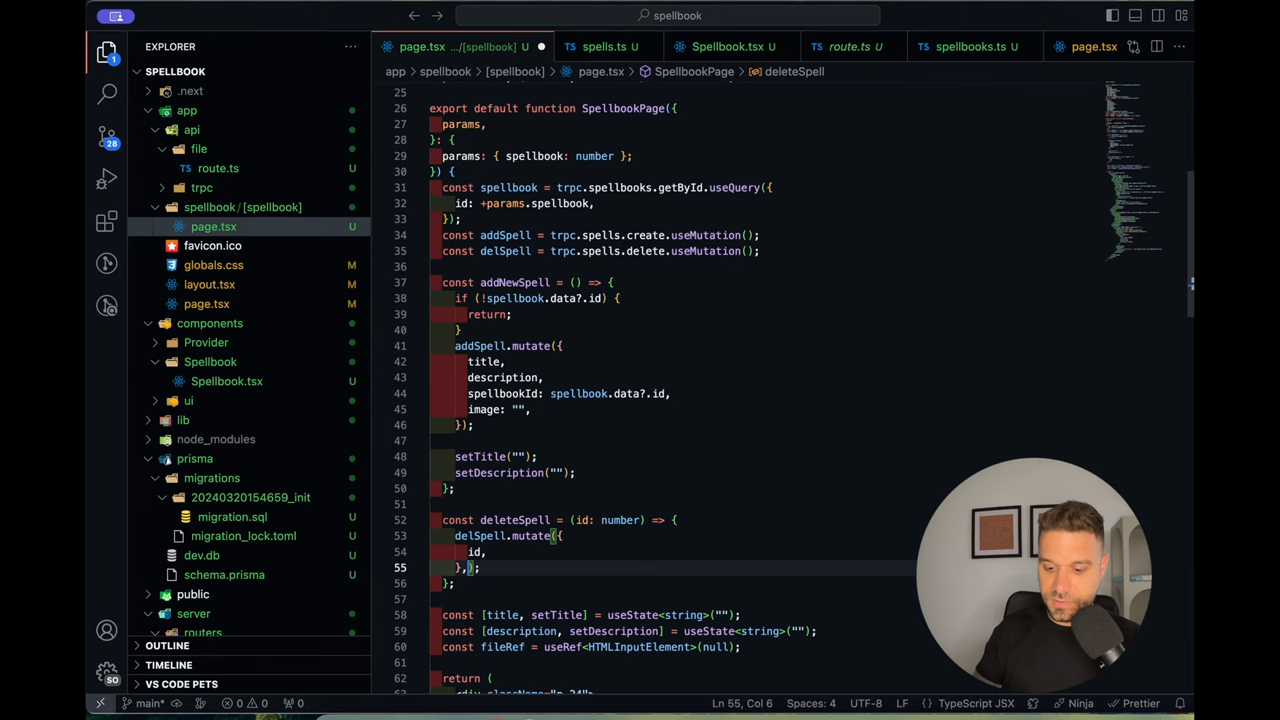 spellbook
EXPLORER
page.tsx .../[spellbook] U
spells.ts U
Spellbook.tsx U
route.ts U
spellbooks.ts U
page.tsx
SPELLBOOK
app
spellbook
[spellbook]
page.tsx
SpellbookPage
deleteSpell
.next
app
api
file
route.ts U
trpc
spellbook / [spellbook]
page.tsx U
favicon.ico
globals.css M
layout.tsx M
page.tsx M
components
Provider
Spellbook
Spellbook.tsx U
ui
lib
node_modules
prisma
migrations
20240320154659_init
migration.sql U
migration_lock.toml U
dev.db U
schema.prisma U
public
server
routers
OUTLINE
TIMELINE
VS CODE PETS
1
28
SO
25
26 export default function SpellbookPage({
27 params,
28 }: {
29 params: { spellbook: number };
30 }) {
31 const spellbook = trpc.spellbooks.getById.useQuery({
32 id: +params.spellbook,
33 });
34 const addSpell = trpc.spells.create.useMutation();
35 const delSpell = trpc.spells.delete.useMutation();
36
37 const addNewSpell = () => {
38 if (!spellbook.data?.id) {
39 return;
40 }
41 addSpell.mutate({
42 title,
43 description,
44 spellbookId: spellbook.data?.id,
45 image: "",
46 });
47
48 setTitle("");
49 setDescription("");
50 };
51
52 const deleteSpell = (id: number) => {
53 delSpell.mutate({
54 id,
55 },);
56 };
57
58 const [title, setTitle] = useState<string>("");
59 const [description, setDescription] = useState<string>("");
60 const fileRef = useRef<HTMLInputElement>(null);
61
62 return (
63 <div className="p-24">
main*
0 0
0
Ln 55, Col 6
Spaces: 4
UTF-8
LF
TypeScript JSX
Ninja
Prettier